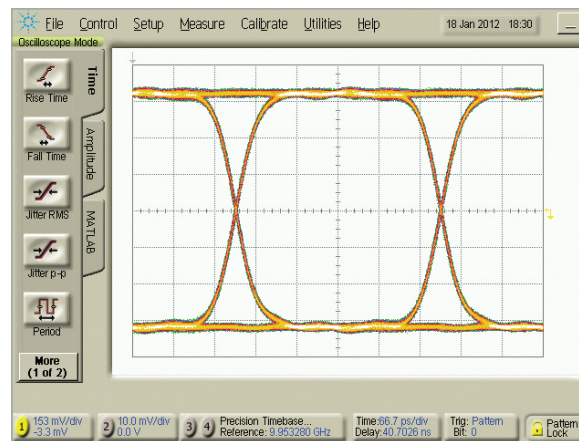 File Control Setup Measure Calibrate Utilities Help 18 Jan 2012 18:30
Oscilloscope Mode
Time
Amplitude
MATLAB
Rise Time
Fall Time
Jitter RMS
Jitter p-p
Period
More
(1 of 2)
1 153 mV/div
-3.3 mV
2 10.0 mV/div
0.0 V
3 4 Precision Timebase...
Reference: 9.953280 GHz
Time:66.7 ps/div
Delay:40.7026 ns
Trig: Pattern
Bit: 0
Pattern
Lock